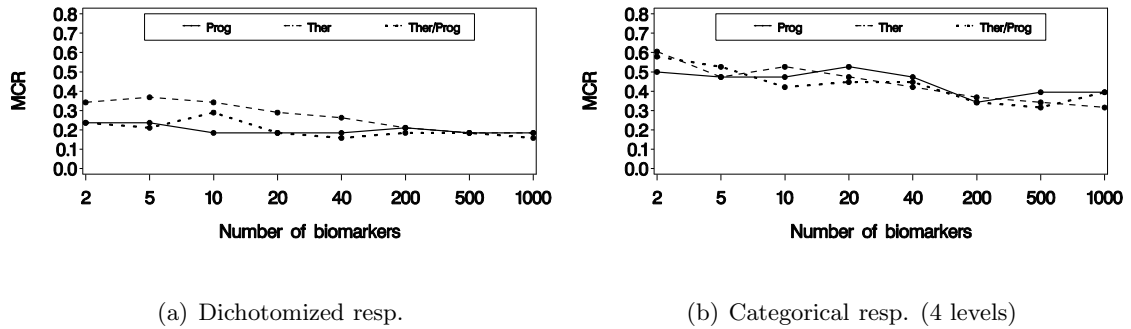 0.8
0.7
0.6
0.5
0.4
0.3
0.2
0.1
0.0
MCR
Prog Ther Ther/Prog
2 5 10 20 40 200 500 1000
Number of biomarkers
(a) Dichotomized resp.
0.8
0.7
0.6
0.5
0.4
0.3
0.2
0.1
0.0
MCR
Prog Ther Ther/Prog
2 5 10 20 40 200 500 1000
Number of biomarkers
(b) Categorical resp. (4 levels)